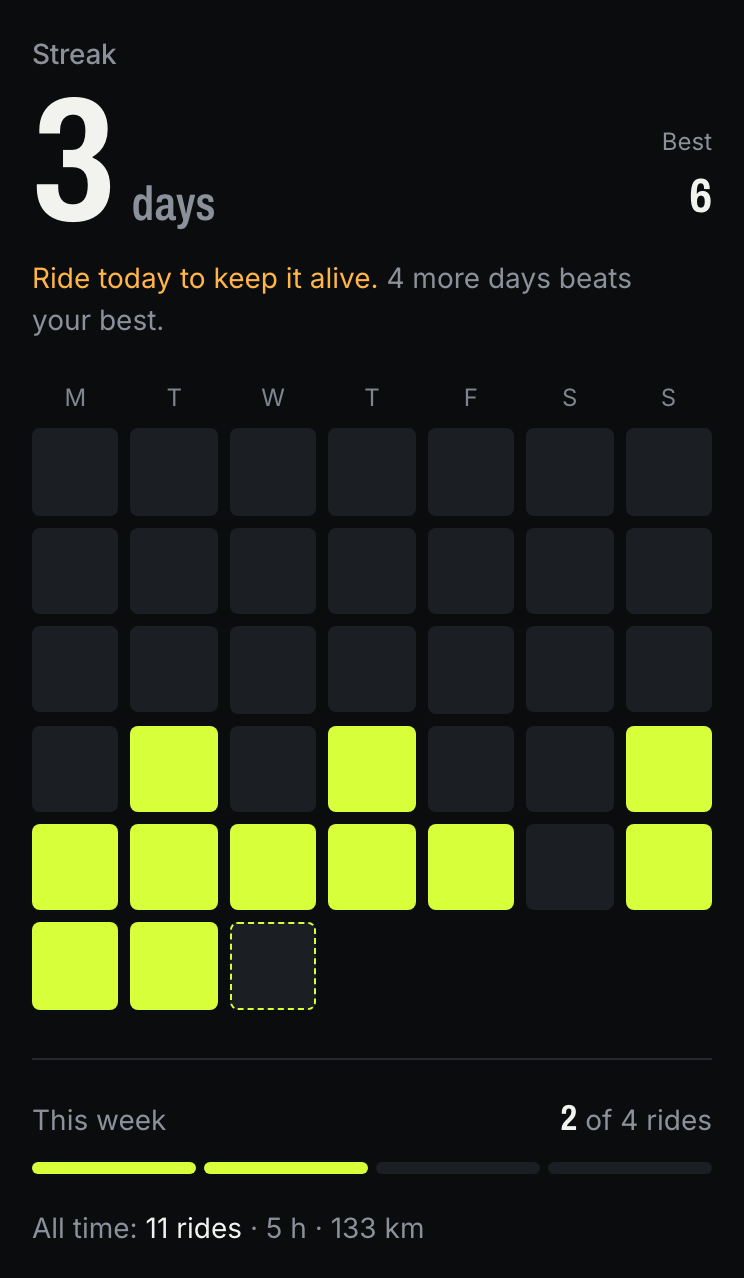 Streak
3 days
Best
6
Ride today to keep it alive. 4 more days beats
your best.
M T W T F S S
This week
2 of 4 rides
All time: 11 rides · 5 h · 133 km